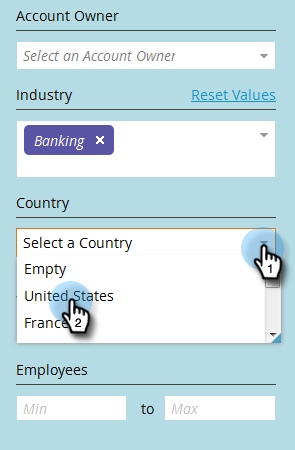 Account Owner
Select an Account Owner
Industry Reset Values
Banking ×
Country
Select a Country
1
Empty
United States
France
2
Employees
Min to Max